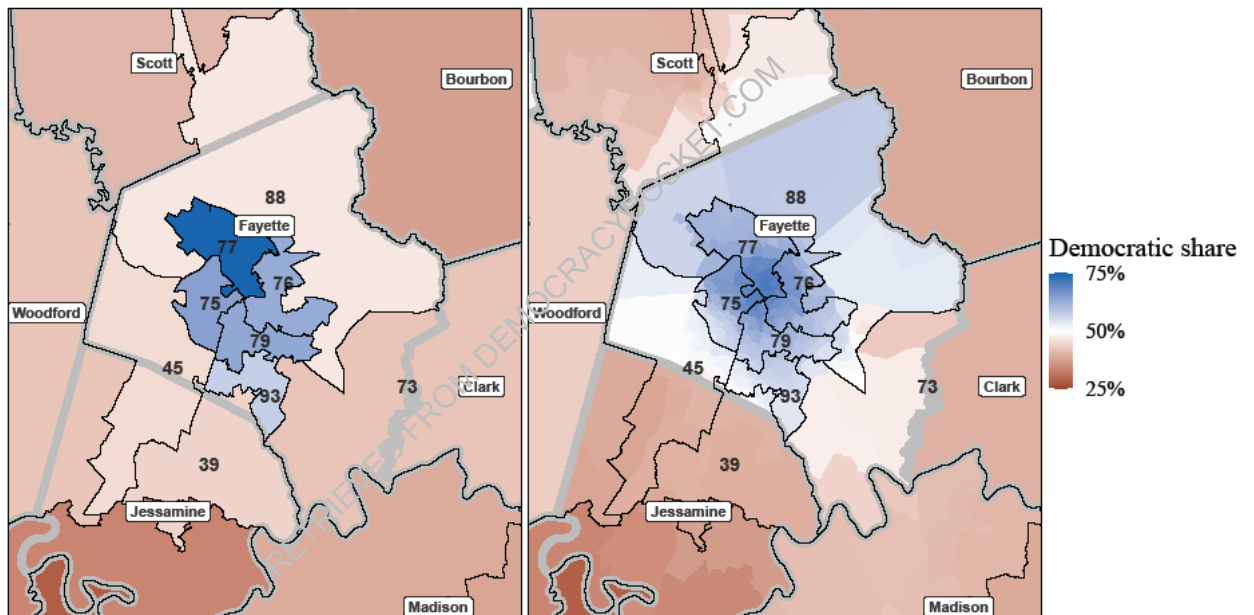 Scott
Bourbon
88
Fayette
77
76
75
Woodford
79
45
93
73
Clark
39
Jessamine
Madison
Scott
Bourbon
88
Fayette
77
76
75
Woodford
79
45
93
73
Clark
39
Jessamine
Madison
Democratic share
75%
50%
25%
RETRIEVED FROM DEMOCRACYDOCKET.COM